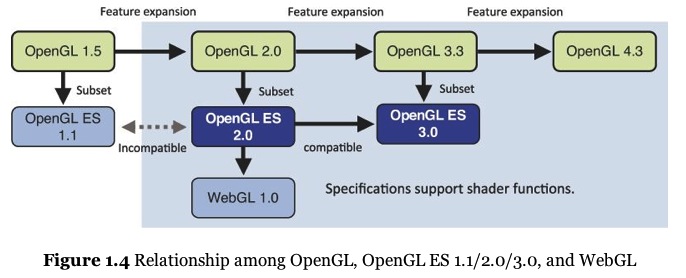 Feature expansion Feature expansion Feature expansion
OpenGL 1.5 OpenGL 2.0 OpenGL 3.3 OpenGL 4.3
Subset Subset Subset
OpenGL ES
1.1
Incompatible
OpenGL ES
2.0
compatible
OpenGL ES
3.0
WebGL 1.0
Specifications support shader functions.
Figure 1.4 Relationship among OpenGL, OpenGL ES 1.1/2.0/3.0, and WebGL